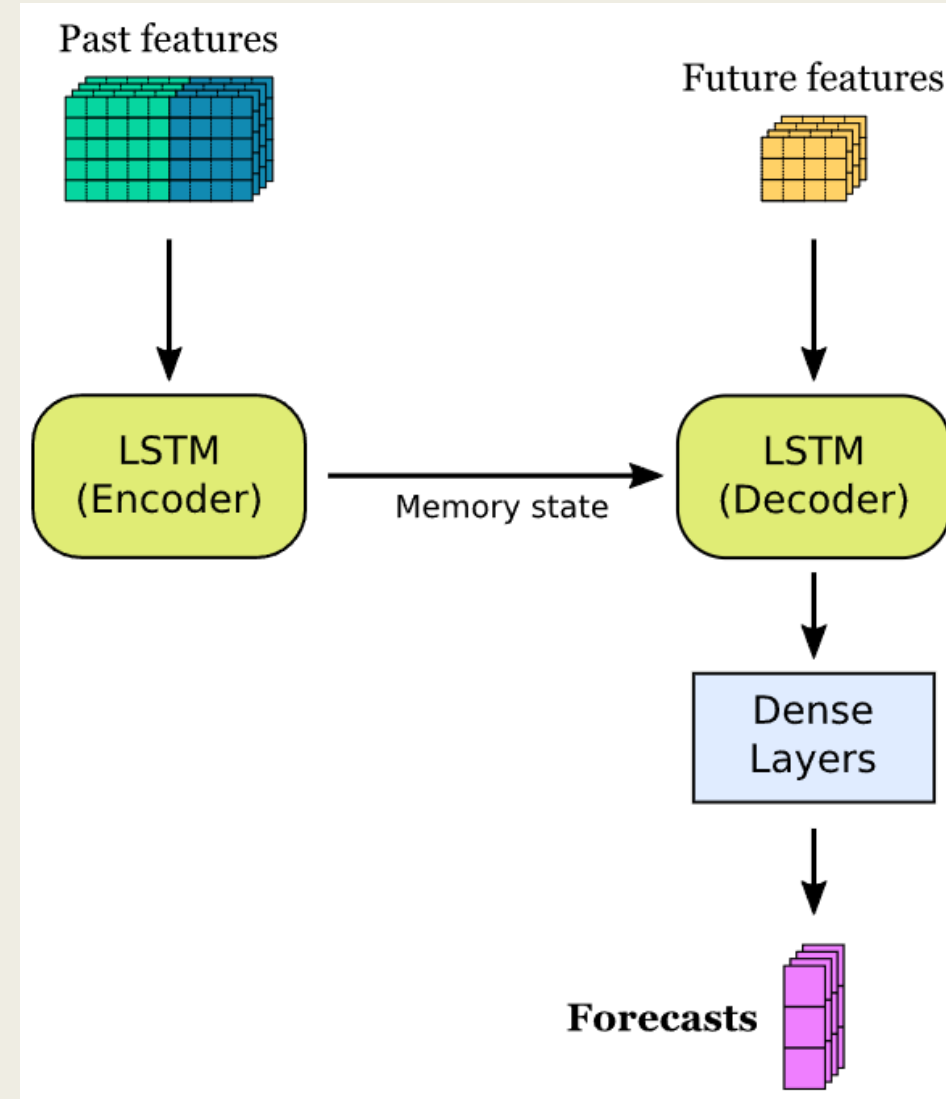 Past features
Future features
LSTM
(Encoder)
Memory state
LSTM
(Decoder)
Dense
Layers
Forecasts